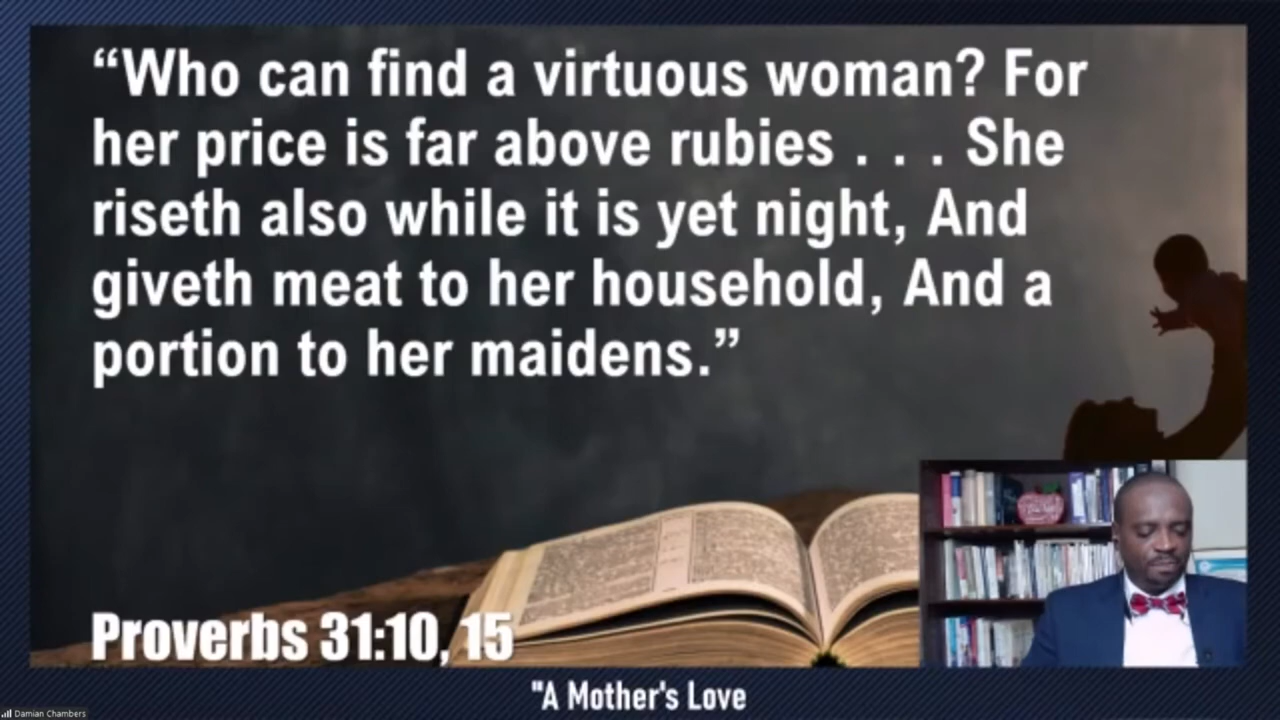 “Who can find a virtuous woman? For
her price is far above rubies . . . She
riseth also while it is yet night, And
giveth meat to her household, And a
portion to her maidens.”
Proverbs 31:10, 15
"A Mother's Love
Damian Chambers